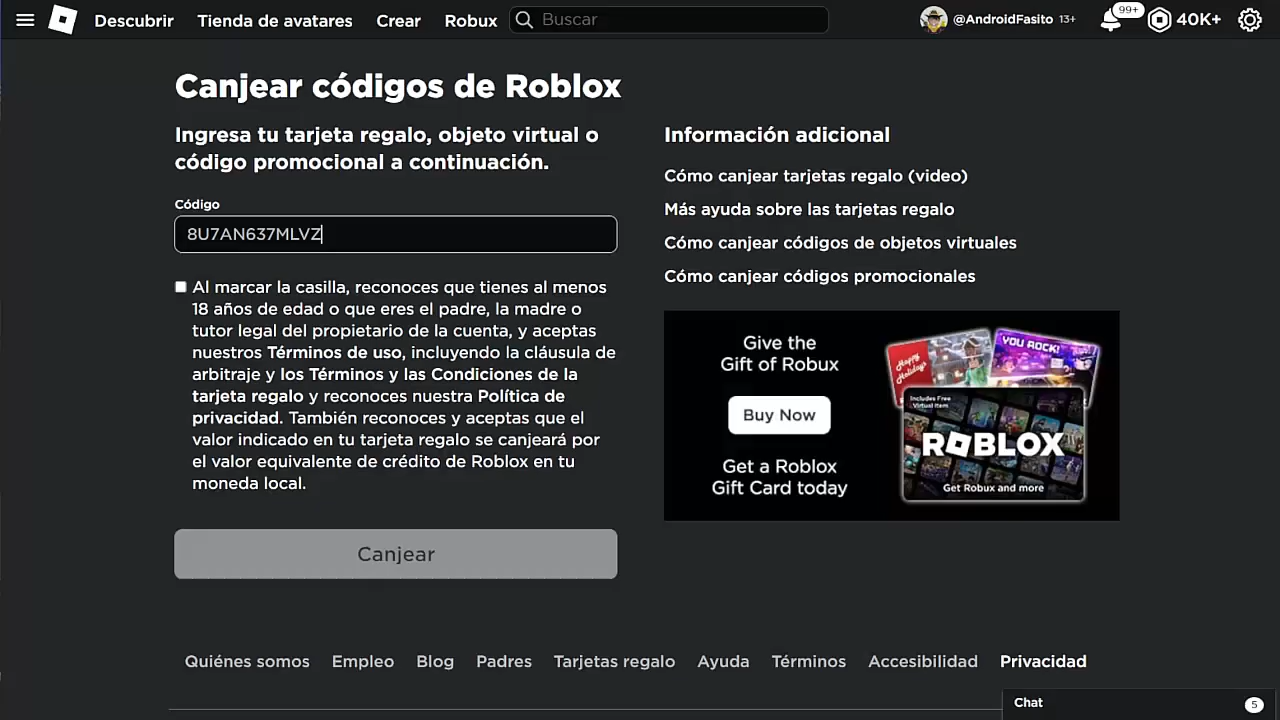 Descubrir
Tienda de avatares
Crear
Robux
Buscar
@AndroidFasito 13+
99+
40K+
Canjear códigos de Roblox
Ingresa tu tarjeta regalo, objeto virtual o
código promocional a continuación.
Código
8U7AN637MLVZ
Al marcar la casilla, reconoces que tienes al menos
18 años de edad o que eres el padre, la madre o
tutor legal del propietario de la cuenta, y aceptas
nuestros Términos de uso, incluyendo la cláusula de
arbitraje y los Términos y las Condiciones de la
tarjeta regalo y reconoces nuestra Política de
privacidad. También reconoces y aceptas que el
valor indicado en tu tarjeta regalo se canjeará por
el valor equivalente de crédito de Roblox en tu
moneda local.
Canjear
Información adicional
Cómo canjear tarjetas regalo (video)
Más ayuda sobre las tarjetas regalo
Cómo canjear códigos de objetos virtuales
Cómo canjear códigos promocionales
Give the
Gift of Robux
Buy Now
Get a Roblox
Gift Card today
Happy
Holidays
YOU ROCK!
Includes Free
Virtual Item
ROBLOX
Get Robux and more
Quiénes somos
Empleo
Blog
Padres
Tarjetas regalo
Ayuda
Términos
Accesibilidad
Privacidad
Chat
5